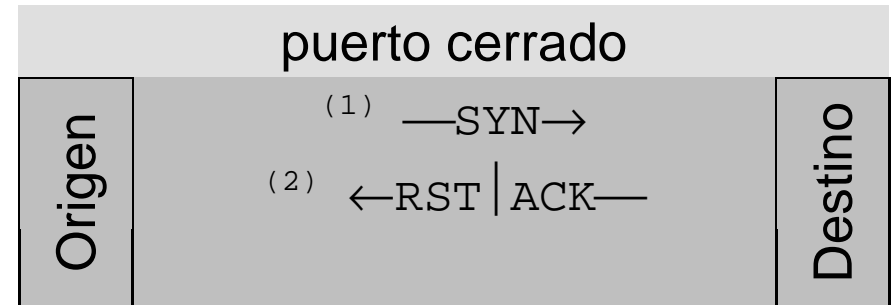 puerto cerrado
Origen
(1) —SYN→
(2) ←RST|ACK—
Destino